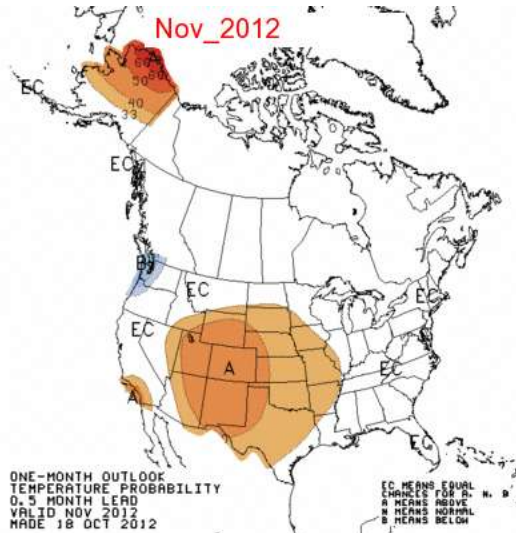 Nov_2012
A
60
60
50
40
33
EC
EC
B
EC
EC
EC
A
EC
A
EC
ONE-MONTH OUTLOOK
TEMPERATURE PROBABILITY
0.5 MONTH LEAD
VALID NOV 2012
MADE 18 OCT 2012
EC MEANS EQUAL
CHANCES FOR A, N, B
A MEANS ABOVE
N MEANS NORMAL
B MEANS BELOW